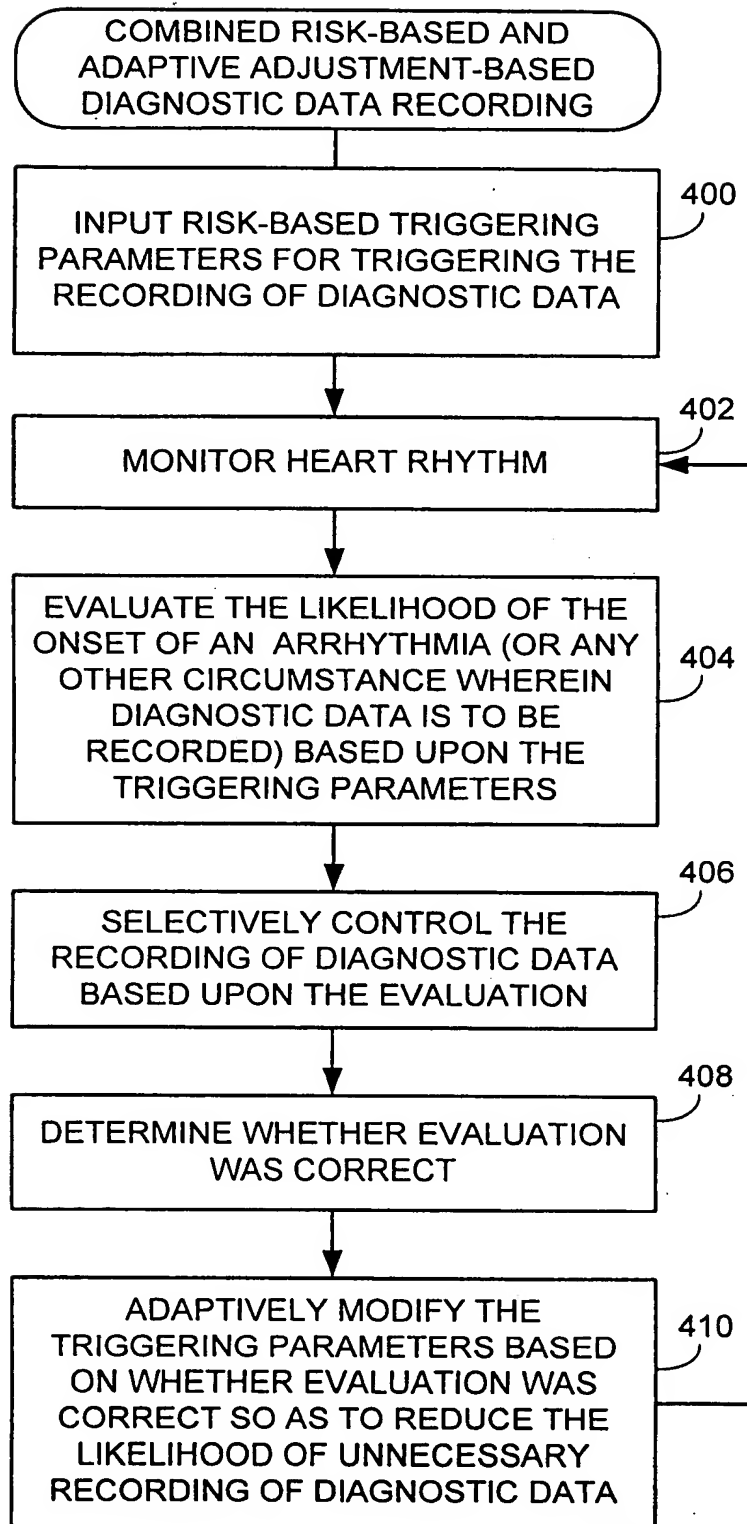 COMBINED RISK-BASED AND
ADAPTIVE ADJUSTMENT-BASED
DIAGNOSTIC DATA RECORDING
400
INPUT RISK-BASED TRIGGERING
PARAMETERS FOR TRIGGERING THE
RECORDING OF DIAGNOSTIC DATA
402
MONITOR HEART RHYTHM
EVALUATE THE LIKELIHOOD OF THE
ONSET OF AN ARRHYTHMIA (OR ANY
OTHER CIRCUMSTANCE WHEREIN
DIAGNOSTIC DATA IS TO BE
RECORDED) BASED UPON THE
TRIGGERING PARAMETERS
404
406
SELECTIVELY CONTROL THE
RECORDING OF DIAGNOSTIC DATA
BASED UPON THE EVALUATION
408
DETERMINE WHETHER EVALUATION
WAS CORRECT
ADAPTIVELY MODIFY THE
TRIGGERING PARAMETERS BASED
ON WHETHER EVALUATION WAS
CORRECT SO AS TO REDUCE THE
LIKELIHOOD OF UNNECESSARY
RECORDING OF DIAGNOSTIC DATA
410